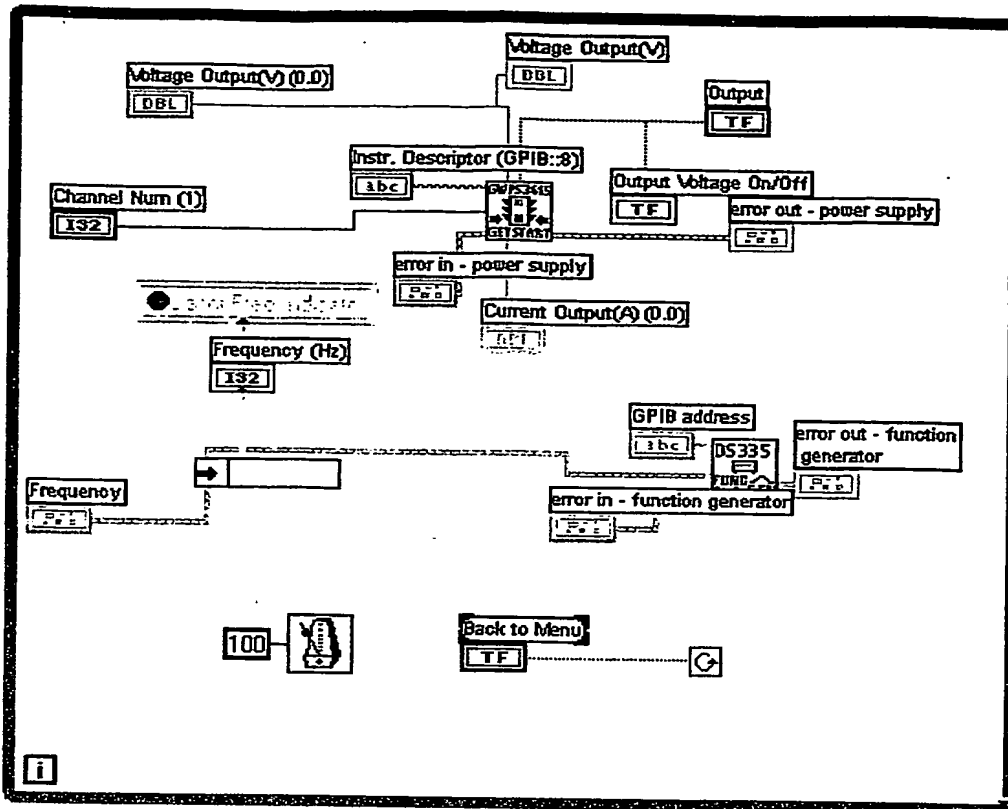 Voltage Output(V)
DBL
Voltage Output(V) (0.0)
DBL
Output
TF
Instr. Descriptor (GPIB::8)
abc
GWPS3615
GETSTART
Output Voltage On/Off
TF
Channel Num (1)
I32
error out - power supply
error in - power supply
Current Output(A) (0.0)
Frequency (Hz)
I32
GPIB address
abc
DS335
FUNC
error out - function
generator
Frequency
error in - function generator
100
Back to Menu
TF
i